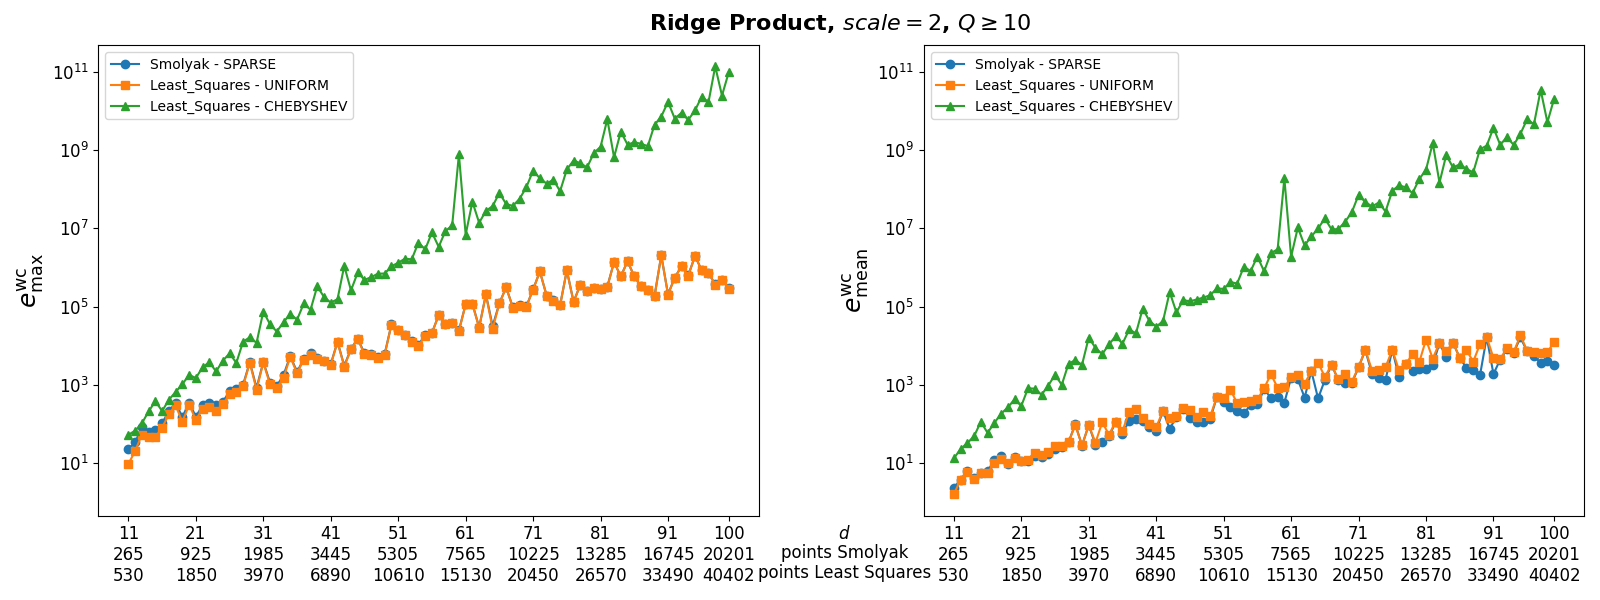 Ridge Product, scale = 2, Q ≥ 10
Smolyak - SPARSE
Least_Squares - UNIFORM
Least_Squares - CHEBYSHEV
10^11
10^9
10^7
10^5
10^3
10^1
e^wc_max
11 21 31 41 51 61 71 81 91 100
265 925 1985 3445 5305 7565 10225 13285 16745 20201
530 1850 3970 6890 10610 15130 20450 26570 33490 40402
d
points Smolyak
points Least Squares
Smolyak - SPARSE
Least_Squares - UNIFORM
Least_Squares - CHEBYSHEV
10^11
10^9
10^7
10^5
10^3
10^1
e^wc_mean
11 21 31 41 51 61 71 81 91 100
265 925 1985 3445 5305 7565 10225 13285 16745 20201
530 1850 3970 6890 10610 15130 20450 26570 33490 40402